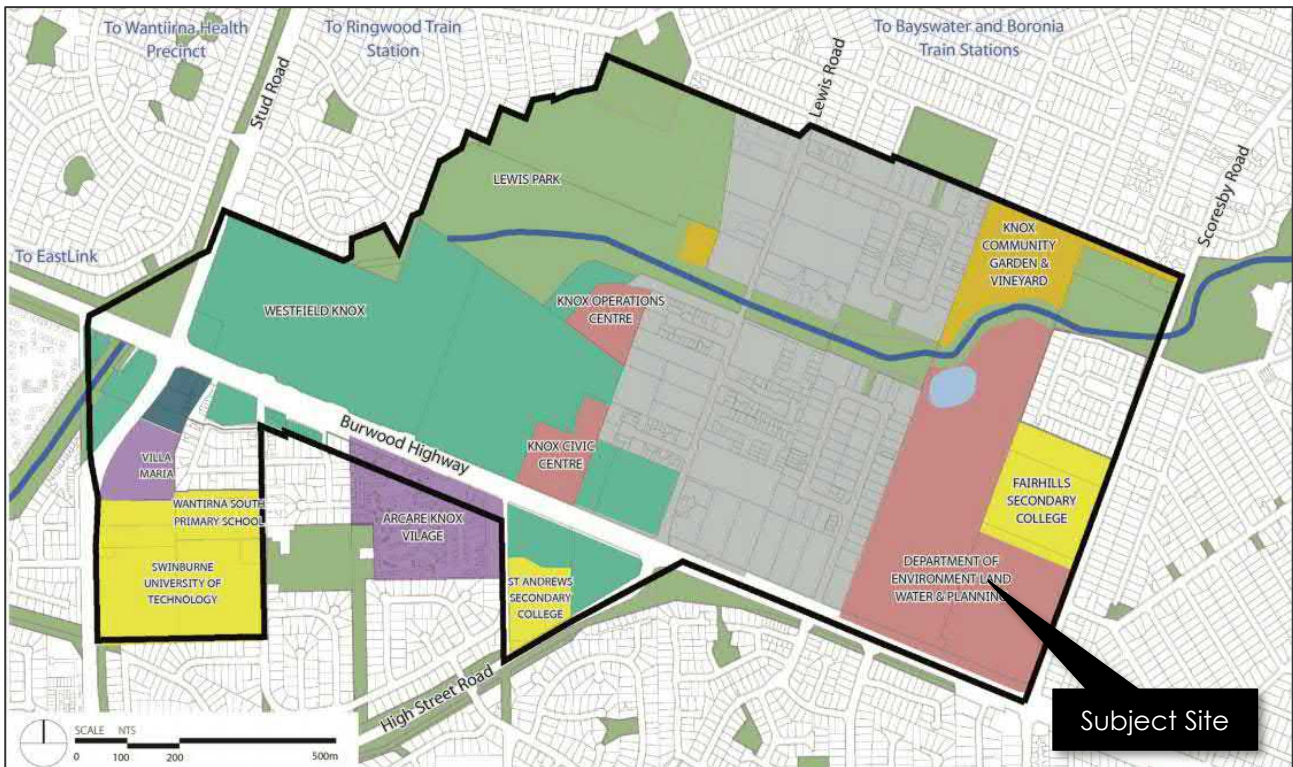 To Wantiirna Health
Precinct
To Ringwood Train
Station
To Bayswater and Boronia
Train Stations
Stud Road
Lewis Road
Scoresby Road
LEWIS PARK
KNOX
COMMUNITY
GARDEN &
VINEYARD
To EastLink
WESTFIELD KNOX
KNOX OPERATIONS
CENTRE
Burwood Highway
KNOX CIVIC
CENTRE
VILLA
MARIA
WANTIRNA SOUTH
PRIMARY SCHOOL
ARCARE KNOX
VILAGE
FAIRHILLS
SECONDARY
COLLEGE
SWINBURNE
UNIVERSITY OF
TECHNOLOGY
ST ANDREWS
SECONDARY
COLLEGE
DEPARTMENT OF
ENVIRONMENT LAND
WATER & PLANNING
High Street Road
Subject Site
SCALE NTS
0 100 200 500m